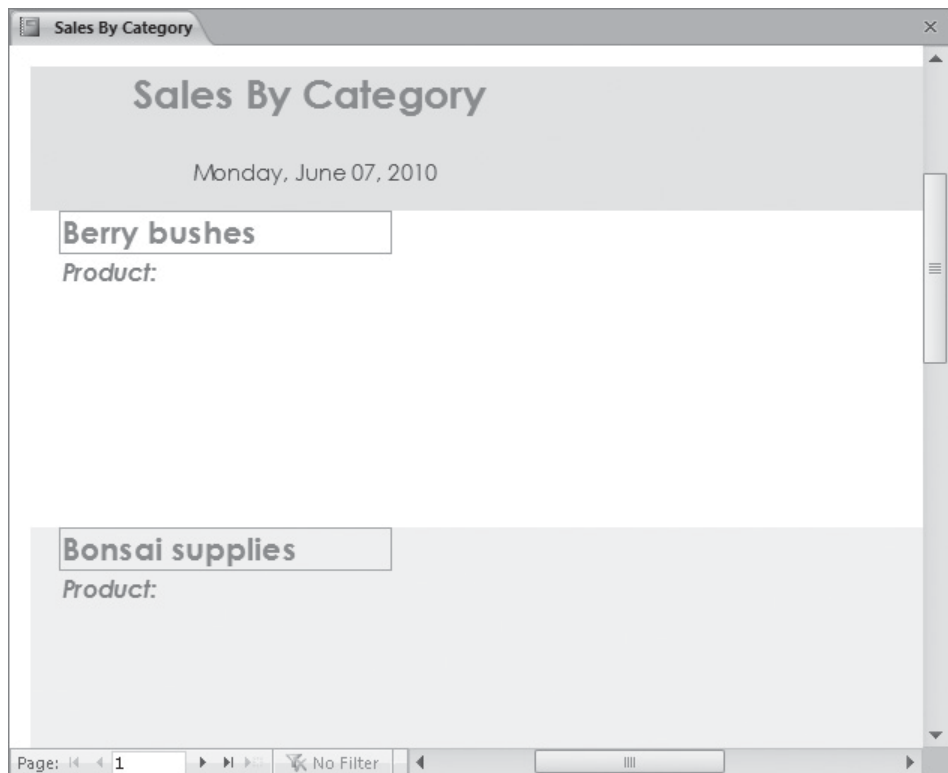 Sales By Category
Sales By Category
Monday, June 07, 2010
Berry bushes
Product:
Bonsai supplies
Product:
Page: 1 No Filter